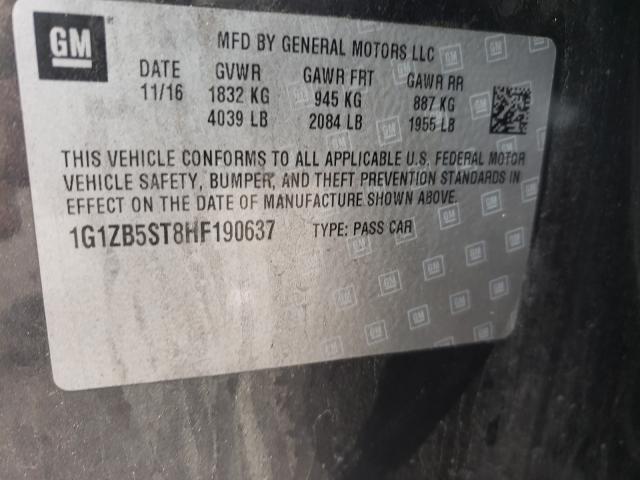 GM
MFD BY GENERAL MOTORS LLC
DATE GVWR GAWR FRT GAWR RR
11/16 1832 KG 945 KG 887 KG
4039 LB 2084 LB 1955 LB
THIS VEHICLE CONFORMS TO ALL APPLICABLE U.S. FEDERAL MOTOR
VEHICLE SAFETY, BUMPER, AND THEFT PREVENTION STANDARDS IN
EFFECT ON THE DATE OF MANUFACTURE SHOWN ABOVE.
1G1ZB5ST8HF190637 TYPE: PASS CAR